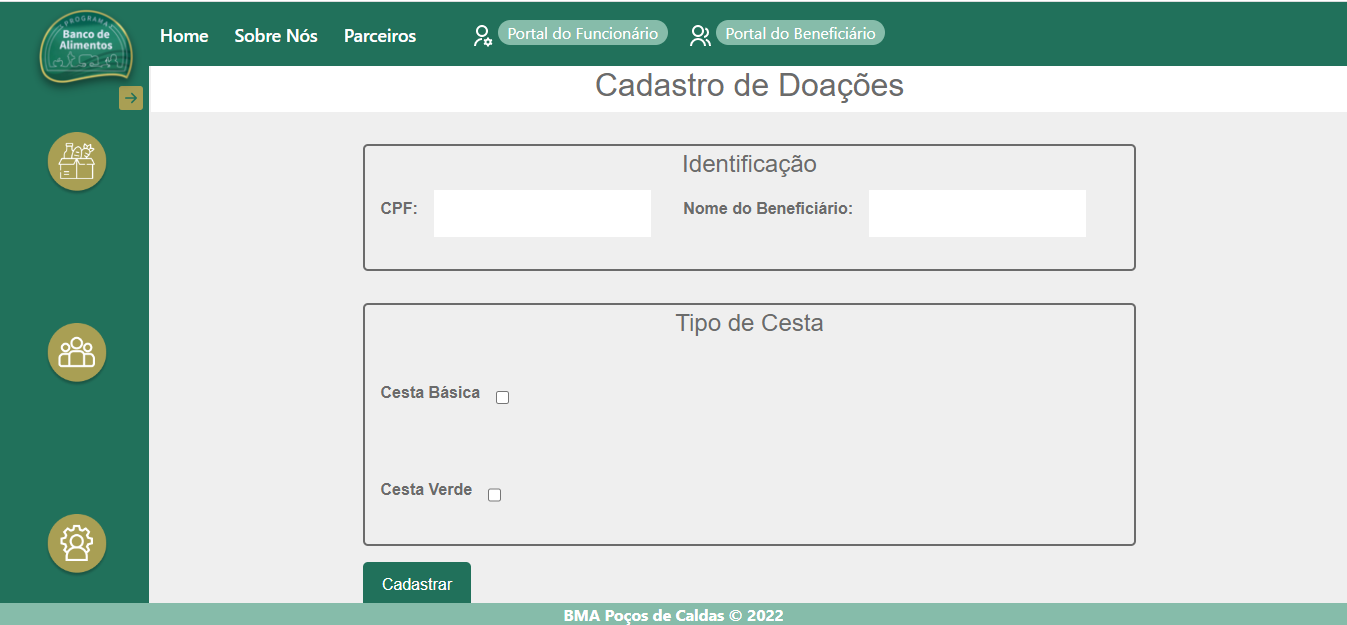 PROGRAMA
Banco de
Alimentos
Home
Sobre Nós
Parceiros
Portal do Funcionário
Portal do Beneficiário
Cadastro de Doações
Identificação
CPF:
Nome do Beneficiário:
Tipo de Cesta
Cesta Básica
Cesta Verde
Cadastrar
BMA Poços de Caldas © 2022